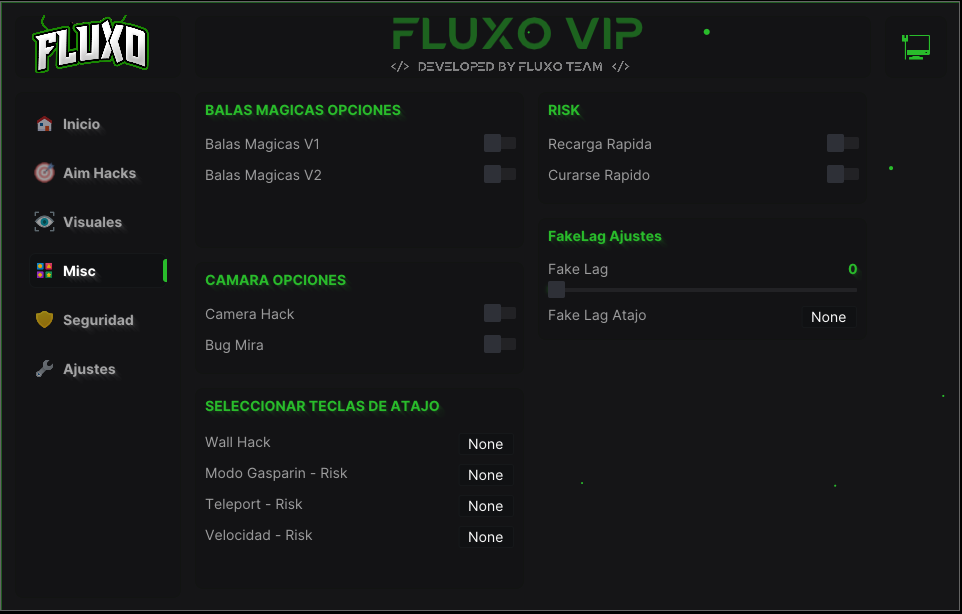 FLUXO
FLUXO VIP
</> DEVELOPED BY FLUXO TEAM </>
Inicio
Aim Hacks
Visuales
Misc
Seguridad
Ajustes
BALAS MAGICAS OPCIONES
Balas Magicas V1
Balas Magicas V2
CAMARA OPCIONES
Camera Hack
Bug Mira
SELECCIONAR TECLAS DE ATAJO
Wall Hack None
Modo Gasparin - Risk None
Teleport - Risk None
Velocidad - Risk None
RISK
Recarga Rapida
Curarse Rapido
FakeLag Ajustes
Fake Lag 0
Fake Lag Atajo None